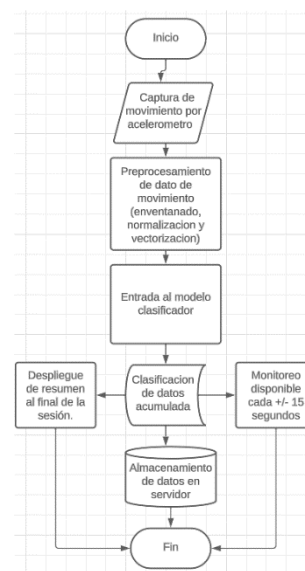 Inicio
Captura de
movimiento por
acelerometro
Preprocesamiento
de dato de
movimiento
(enventanado,
normalizacion y
vectorizacion)
Entrada al modelo
clasificador
Despliegue
de resumen
al final de la
sesión.
Clasificacion
de datos
acumulada
Monitoreo
disponible
cada +/- 15
segundos
Almacenamiento
de datos en
servidor
Fin